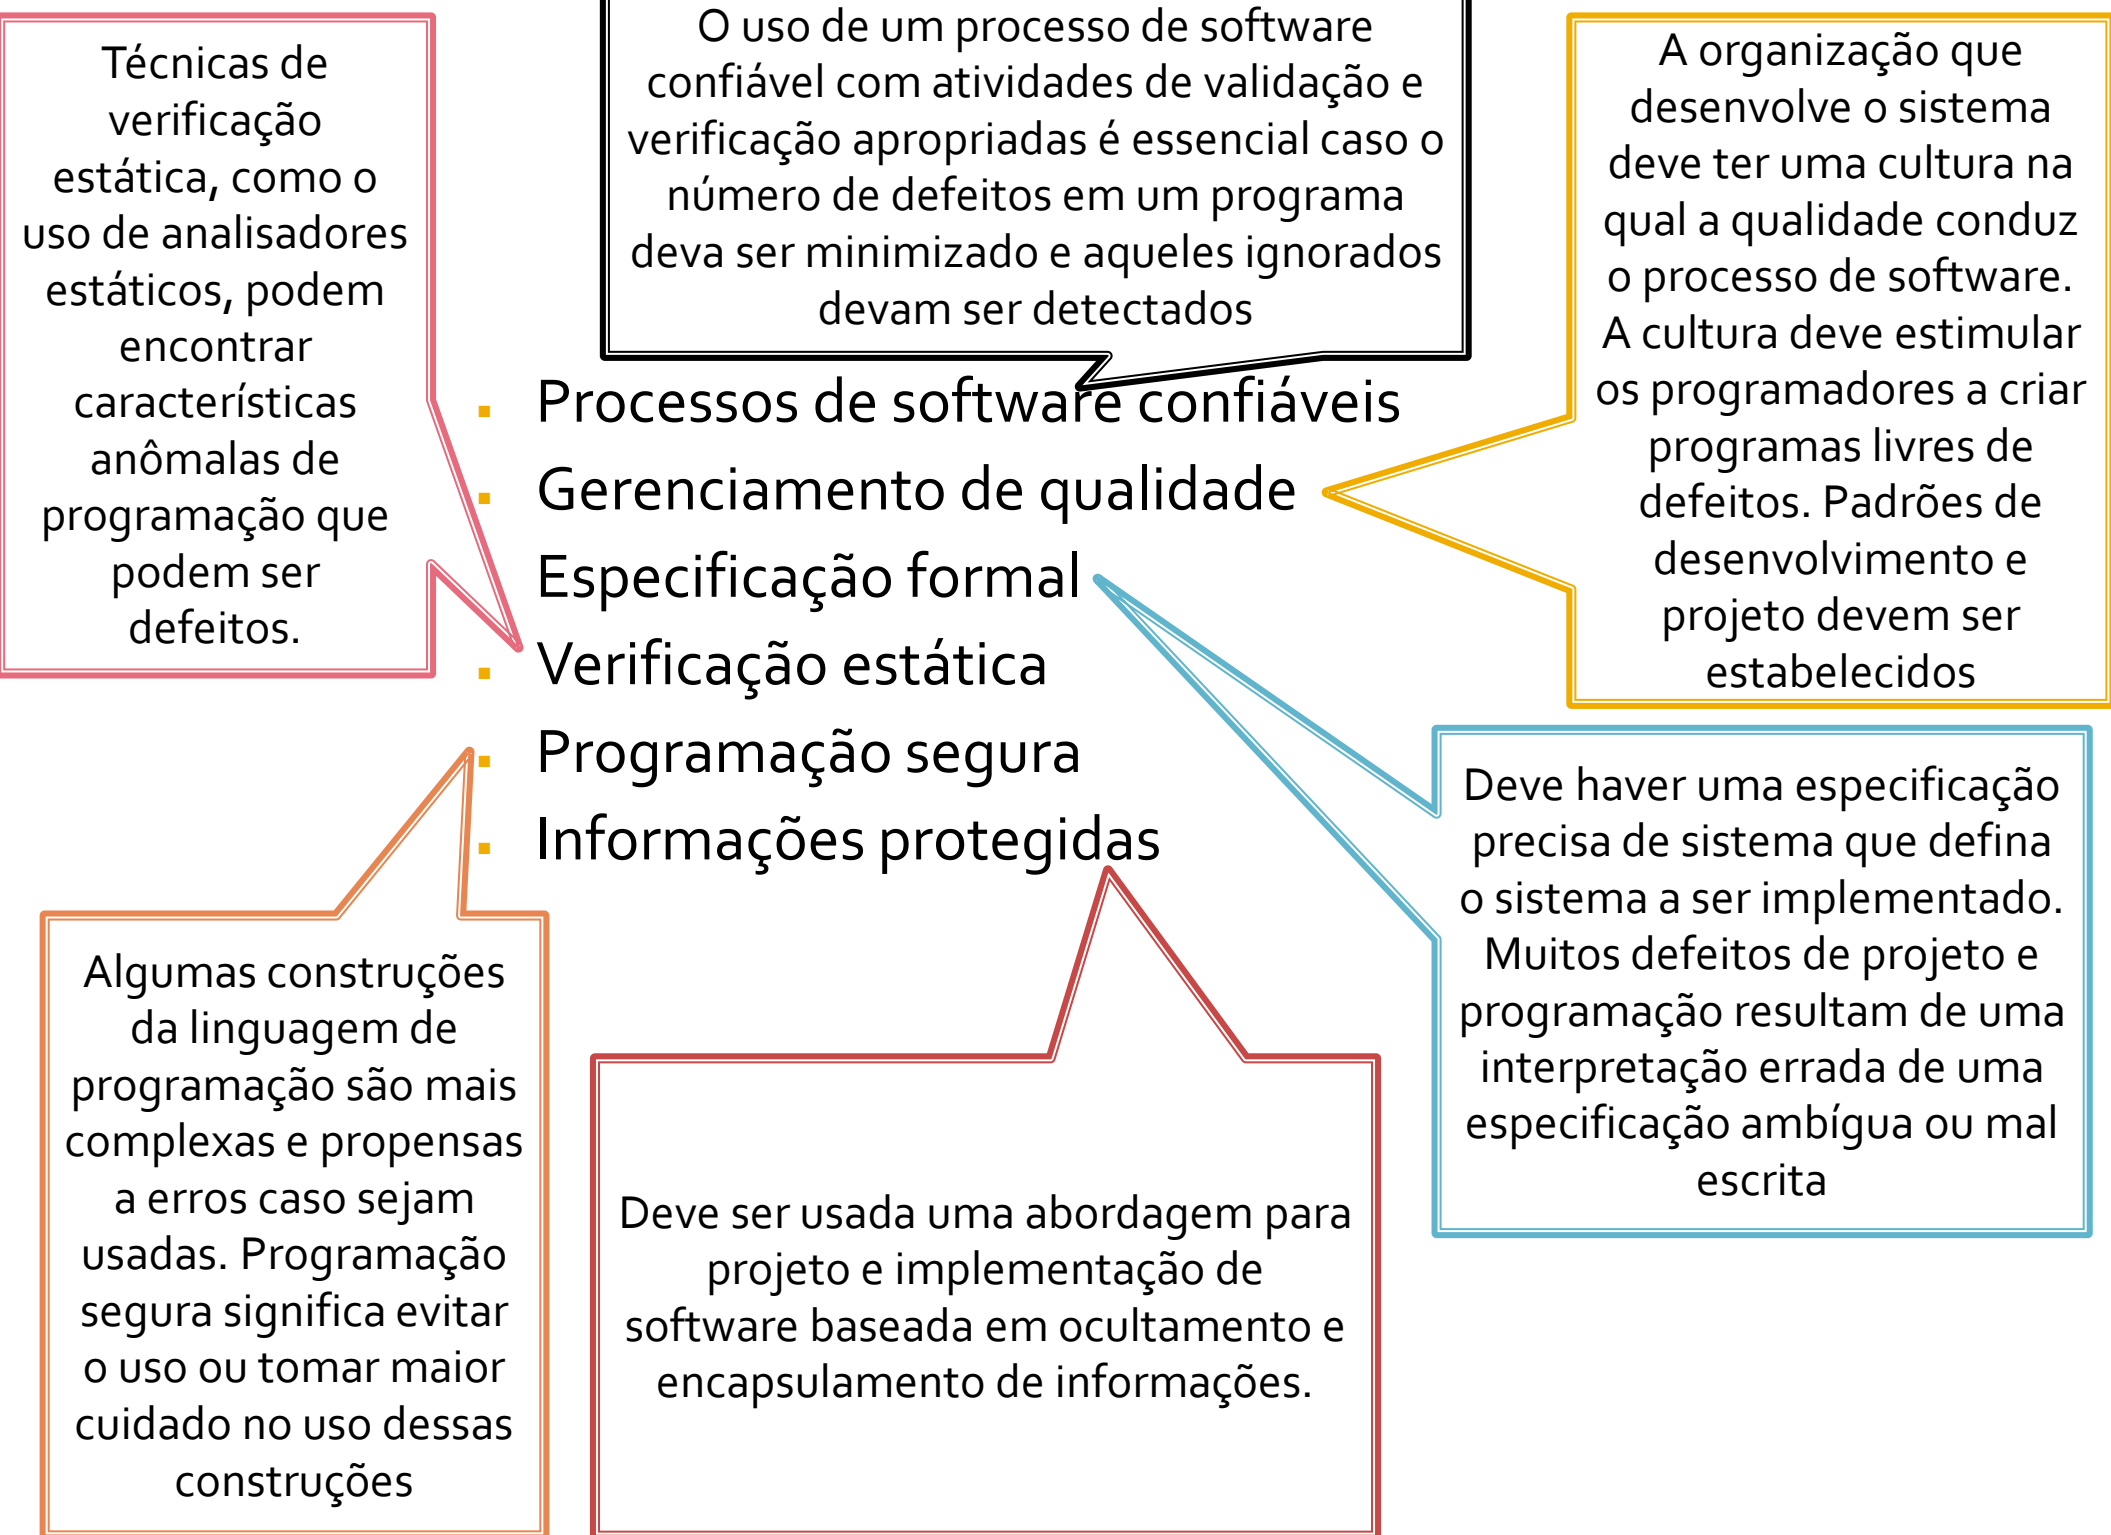 Técnicas de
verificação
estática, como o
uso de analisadores
estáticos, podem
encontrar
características
anômalas de
programação que
podem ser
defeitos.
O uso de um processo de software
confiável com atividades de validação e
verificação apropriadas é essencial caso o
número de defeitos em um programa
deva ser minimizado e aqueles ignorados
devam ser detectados
A organização que
desenvolve o sistema
deve ter uma cultura na
qual a qualidade conduz
o processo de software.
A cultura deve estimular
os programadores a criar
programas livres de
defeitos. Padrões de
desenvolvimento e
projeto devem ser
estabelecidos
Processos de software confiáveis
Gerenciamento de qualidade
Especificação formal
Verificação estática
Programação segura
Informações protegidas
Deve haver uma especificação
precisa de sistema que defina
o sistema a ser implementado.
Muitos defeitos de projeto e
programação resultam de uma
interpretação errada de uma
especificação ambígua ou mal
escrita
Algumas construções
da linguagem de
programação são mais
complexas e propensas
a erros caso sejam
usadas. Programação
segura significa evitar
o uso ou tomar maior
cuidado no uso dessas
construções
Deve ser usada uma abordagem para
projeto e implementação de
software baseada em ocultamento e
encapsulamento de informações.